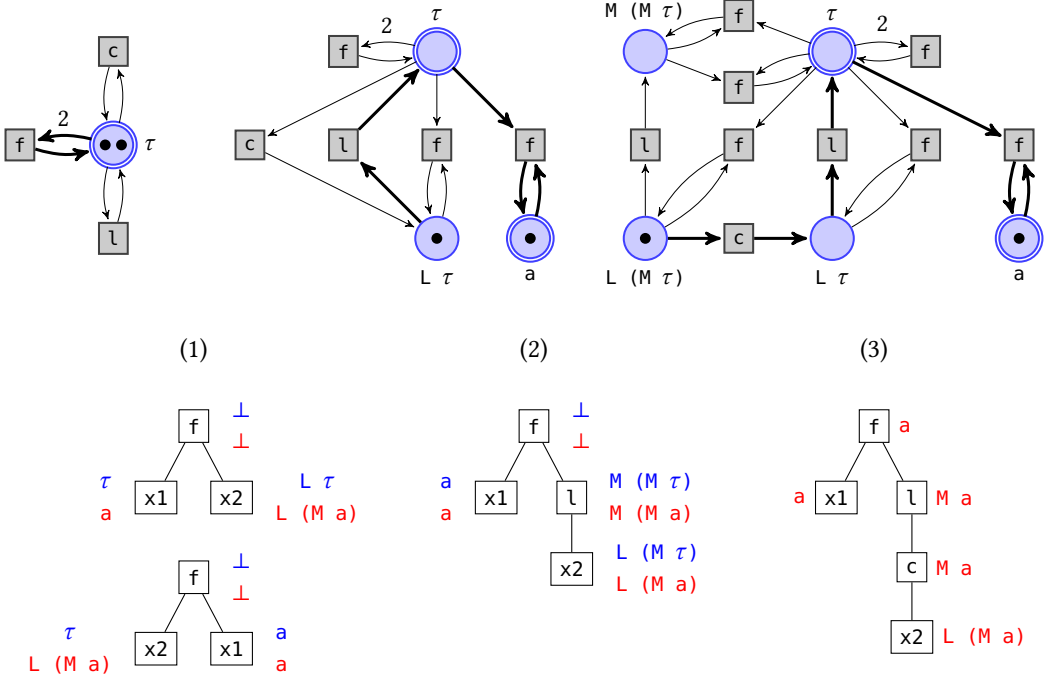 c
f 2 τ
l
τ
f 2
c l f f
L τ a
M (M τ) τ
f 2 f
f
l f l f f
c
L (M τ) L τ a
(1) (2) (3)
f ⊥
⊥
τ x1 x2 L τ
a L (M a)
f ⊥
⊥
τ x2 x1 a
L (M a) a
f ⊥
⊥
a x1 l M (M τ)
a M (M a)
x2 L (M τ)
L (M a)
f a
a x1 l M a
c M a
x2 L (M a)